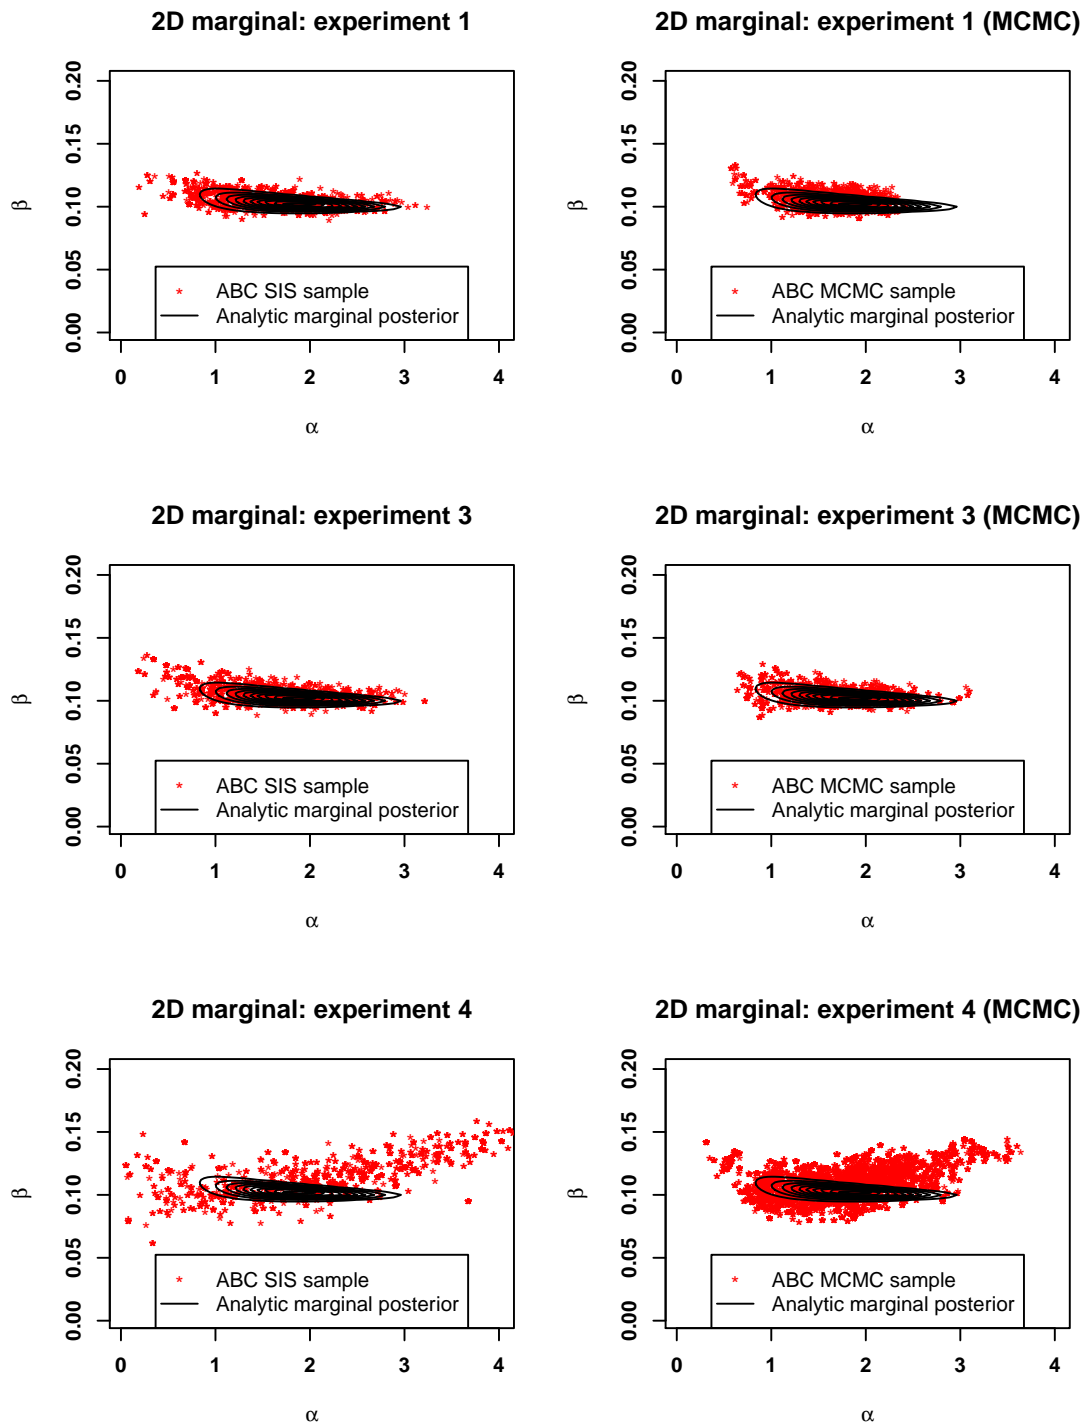 2D marginal: experiment 1
β
0.20
0.15
0.10
0.05
0.00
ABC SIS sample
Analytic marginal posterior
0 1 2 3 4
α
2D marginal: experiment 1 (MCMC)
β
0.20
0.15
0.10
0.05
0.00
ABC MCMC sample
Analytic marginal posterior
0 1 2 3 4
α
2D marginal: experiment 3
β
0.20
0.15
0.10
0.05
0.00
ABC SIS sample
Analytic marginal posterior
0 1 2 3 4
α
2D marginal: experiment 3 (MCMC)
β
0.20
0.15
0.10
0.05
0.00
ABC MCMC sample
Analytic marginal posterior
0 1 2 3 4
α
2D marginal: experiment 4
β
0.20
0.15
0.10
0.05
0.00
ABC SIS sample
Analytic marginal posterior
0 1 2 3 4
α
2D marginal: experiment 4 (MCMC)
β
0.20
0.15
0.10
0.05
0.00
ABC MCMC sample
Analytic marginal posterior
0 1 2 3 4
α